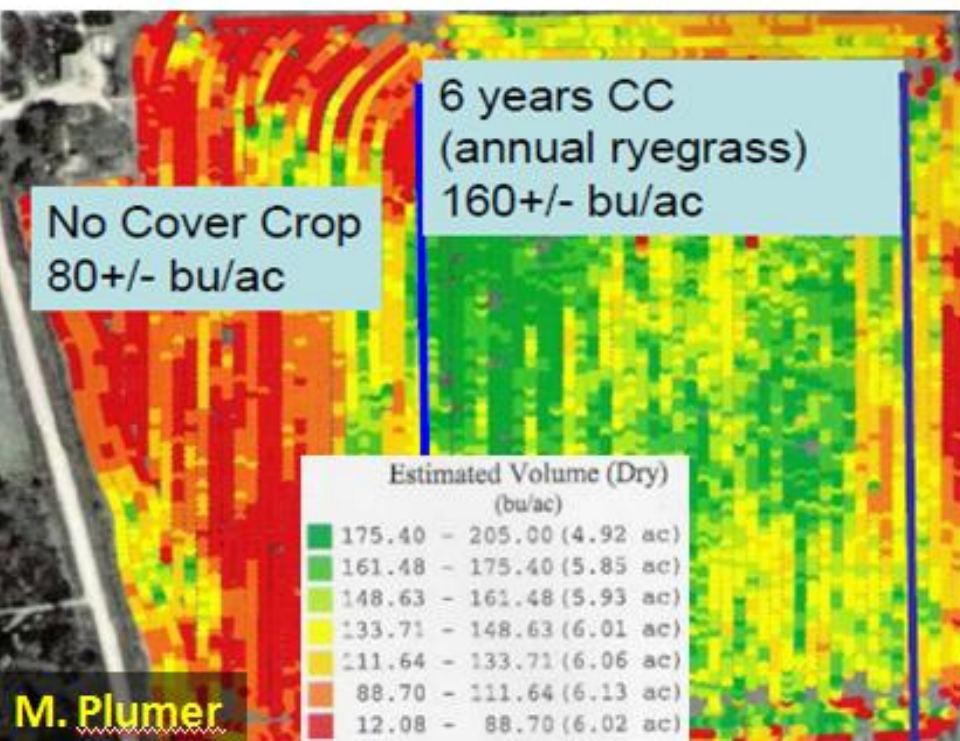 6 years CC
(annual ryegrass)
160+/- bu/ac
No Cover Crop
80+/- bu/ac
Estimated Volume (Dry)
(bu/ac)
175.40 - 205.00 (4.92 ac)
161.48 - 175.40 (5.85 ac)
148.63 - 161.48 (5.93 ac)
133.71 - 148.63 (6.01 ac)
111.64 - 133.71 (6.06 ac)
88.70 - 111.64 (6.13 ac)
12.08 - 88.70 (6.02 ac)
M. Plumer